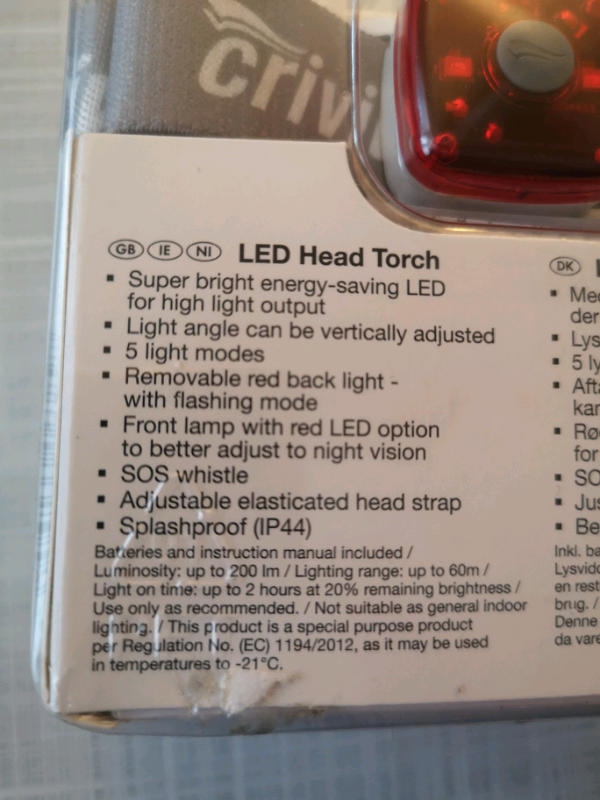 crivi
GB IE NI LED Head Torch
▪ Super bright energy-saving LED
for high light output
▪ Light angle can be vertically adjusted
▪ 5 light modes
▪ Removable red back light -
with flashing mode
▪ Front lamp with red LED option
to better adjust to night vision
▪ SOS whistle
▪ Adjustable elasticated head strap
▪ Splashproof (IP44)
Batteries and instruction manual included /
Luminosity: up to 200 lm / Lighting range: up to 60m /
Light on time: up to 2 hours at 20% remaining brightness /
Use only as recommended. / Not suitable as general indoor
lighting. / This product is a special purpose product
per Regulation No. (EC) 1194/2012, as it may be used
in temperatures to -21°C.
DK
▪ Med
der
▪ Lys
▪ 5 ly
▪ Afta
kan
▪ Rø
for
▪ SO
▪ Jus
▪ Be
Inkl. ba
Lysvido
en rest
brug. /
Denne
da vare